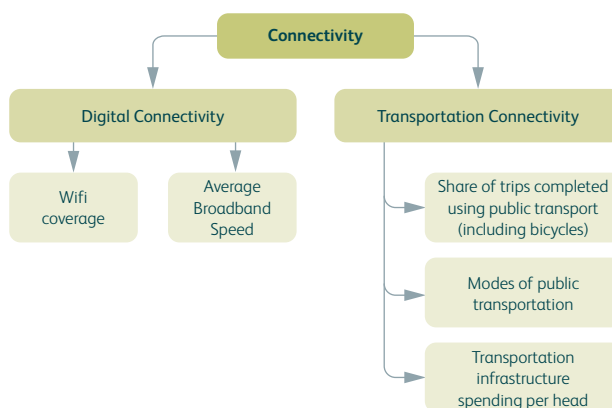 Connectivity
Digital Connectivity
Transportation Connectivity
Wifi
coverage
Average
Broadband
Speed
Share of trips completed
using public transport
(including bicycles)
Modes of public
transportation
Transportation
infrastructure
spending per head